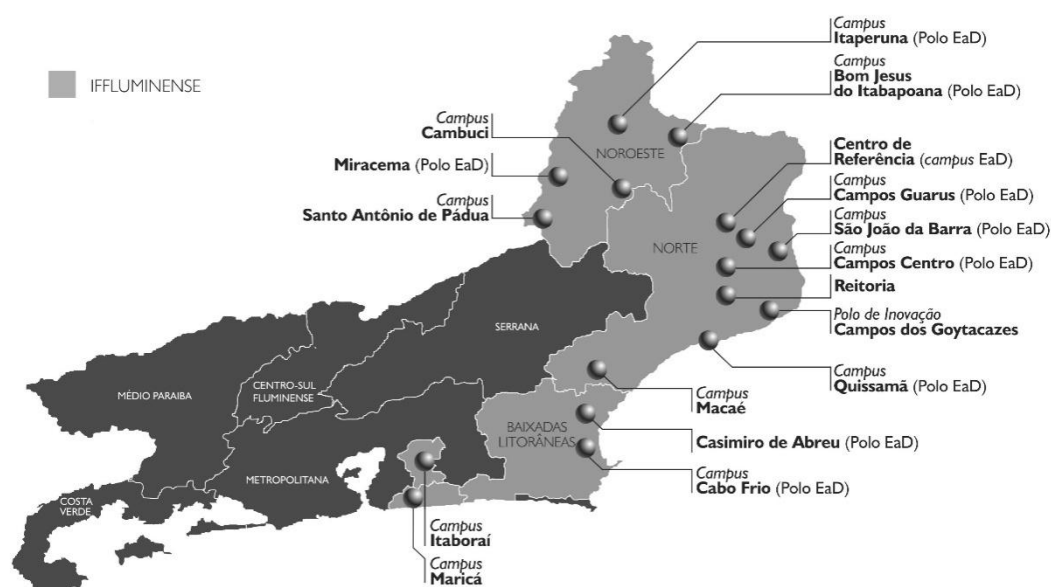 IFFLUMINENSE
Campus
Itaperuna (Polo EaD)
Campus
Bom Jesus
do Itabapoana (Polo EaD)
Campus
Cambuci
Miracema (Polo EaD)
Campus
Santo Antônio de Pádua
NOROESTE
Centro de
Referência (campus EaD)
Campus
Campos Guarus (Polo EaD)
Campus
São João da Barra (Polo EaD)
Campus
Campos Centro (Polo EaD)
Reitoria
Polo de Inovação
Campos dos Goytacazes
Campus
Quissamã (Polo EaD)
NORTE
SERRANA
MÉDIO PARAIBA
CENTRO-SUL
FLUMINENSE
Campus
Macaé
BAIXADAS
LITORÂNEAS
Casimiro de Abreu (Polo EaD)
Campus
Cabo Frio (Polo EaD)
METROPOLITANA
COSTA
VERDE
Campus
Itaboraí
Campus
Maricá